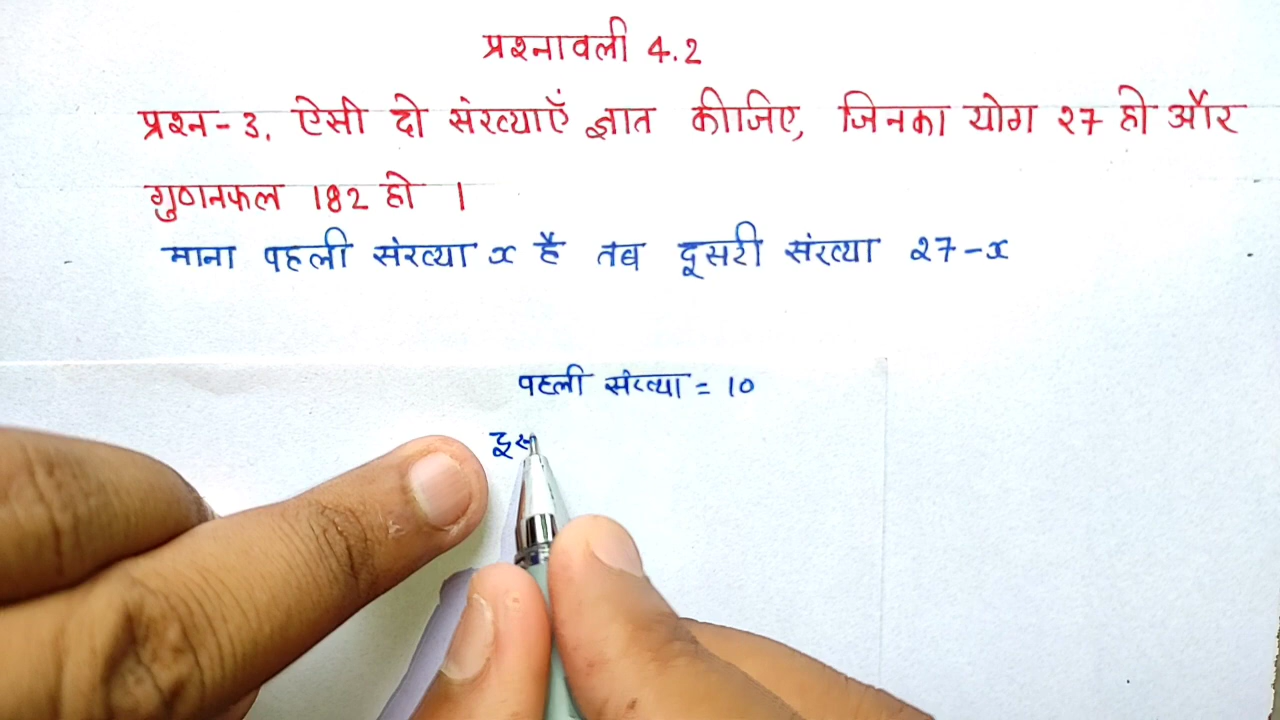 प्रश्नावली 4.2
प्रश्न-3. ऐसी दो संख्याएँ ज्ञात कीजिए, जिनका योग 27 हो और
गुणनफल 182 हो ।
माना पहली संख्या x है तब दूसरी संख्या 27-x
पहली संख्या = 10